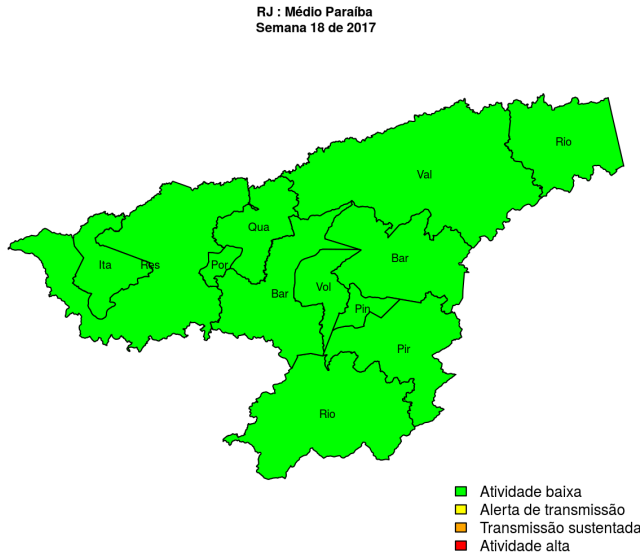 RJ : Médio Paraíba
Semana 18 de 2017
Rio
Val
Qua
Ita
Res
Por
Bar
Bar
Vol
Pin
Pir
Rio
Atividade baixa
Alerta de transmissão
Transmissão sustentada
Atividade alta